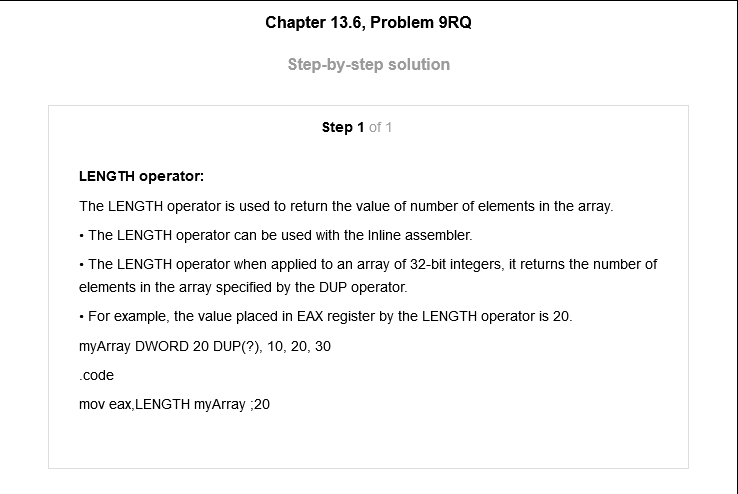 Chapter 13.6, Problem 9RQ
Step-by-step solution
Step 1 of 1
LENGTH operator:
The LENGTH operator is used to return the value of number of elements in the array.
• The LENGTH operator can be used with the Inline assembler.
• The LENGTH operator when applied to an array of 32-bit integers, it returns the number of
elements in the array specified by the DUP operator.
• For example, the value placed in EAX register by the LENGTH operator is 20.
myArray DWORD 20 DUP(?), 10, 20, 30
.code
mov eax,LENGTH myArray ;20